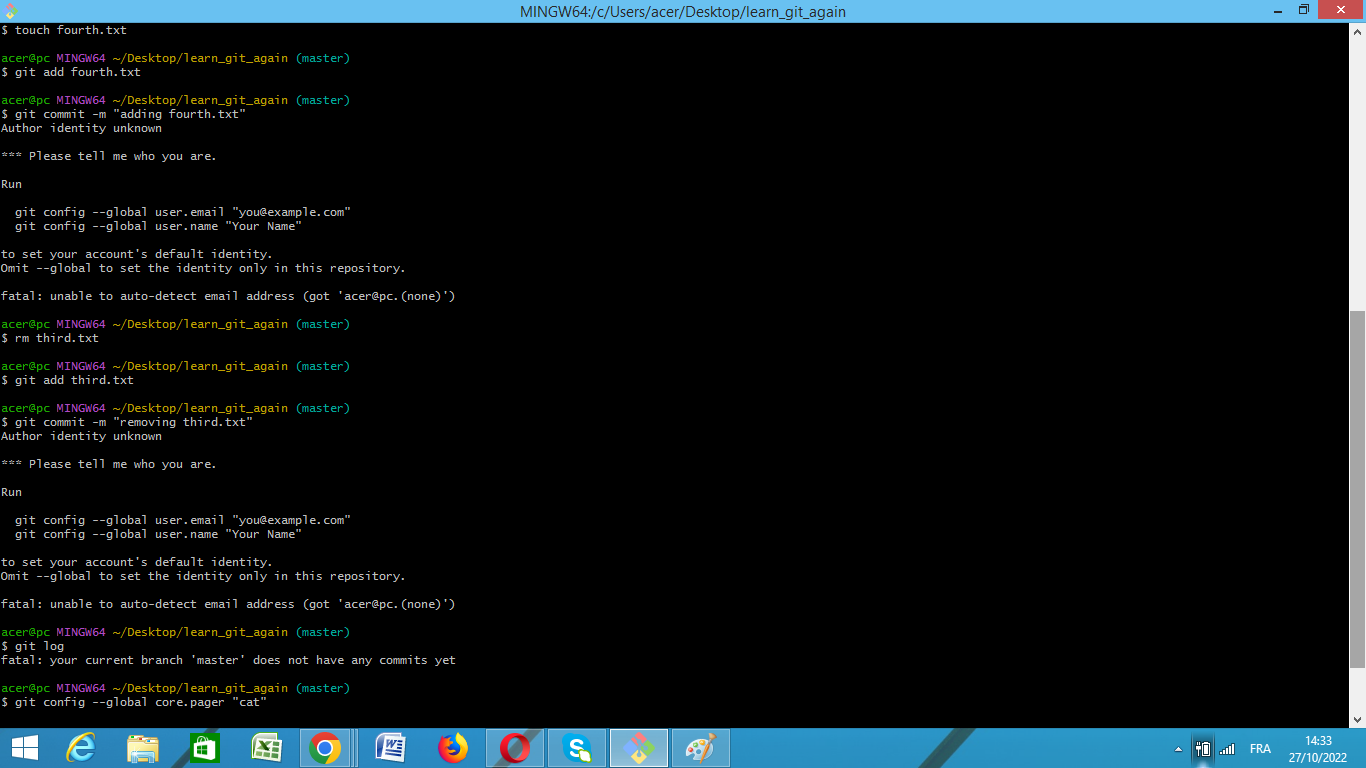 MINGW64:/c/Users/acer/Desktop/learn_git_again
$ touch fourth.txt
acer@pc MINGW64 ~/Desktop/learn_git_again (master)
$ git add fourth.txt
acer@pc MINGW64 ~/Desktop/learn_git_again (master)
$ git commit -m "adding fourth.txt"
Author identity unknown
*** Please tell me who you are.
Run
git config --global user.email "you@example.com"
git config --global user.name "Your Name"
to set your account's default identity.
Omit --global to set the identity only in this repository.
fatal: unable to auto-detect email address (got 'acer@pc.(none)')
acer@pc MINGW64 ~/Desktop/learn_git_again (master)
$ rm third.txt
acer@pc MINGW64 ~/Desktop/learn_git_again (master)
$ git add third.txt
acer@pc MINGW64 ~/Desktop/learn_git_again (master)
$ git commit -m "removing third.txt"
Author identity unknown
*** Please tell me who you are.
Run
git config --global user.email "you@example.com"
git config --global user.name "Your Name"
to set your account's default identity.
Omit --global to set the identity only in this repository.
fatal: unable to auto-detect email address (got 'acer@pc.(none)')
acer@pc MINGW64 ~/Desktop/learn_git_again (master)
$ git log
fatal: your current branch 'master' does not have any commits yet
acer@pc MINGW64 ~/Desktop/learn_git_again (master)
$ git config --global core.pager "cat"
FRA
14:33
27/10/2022